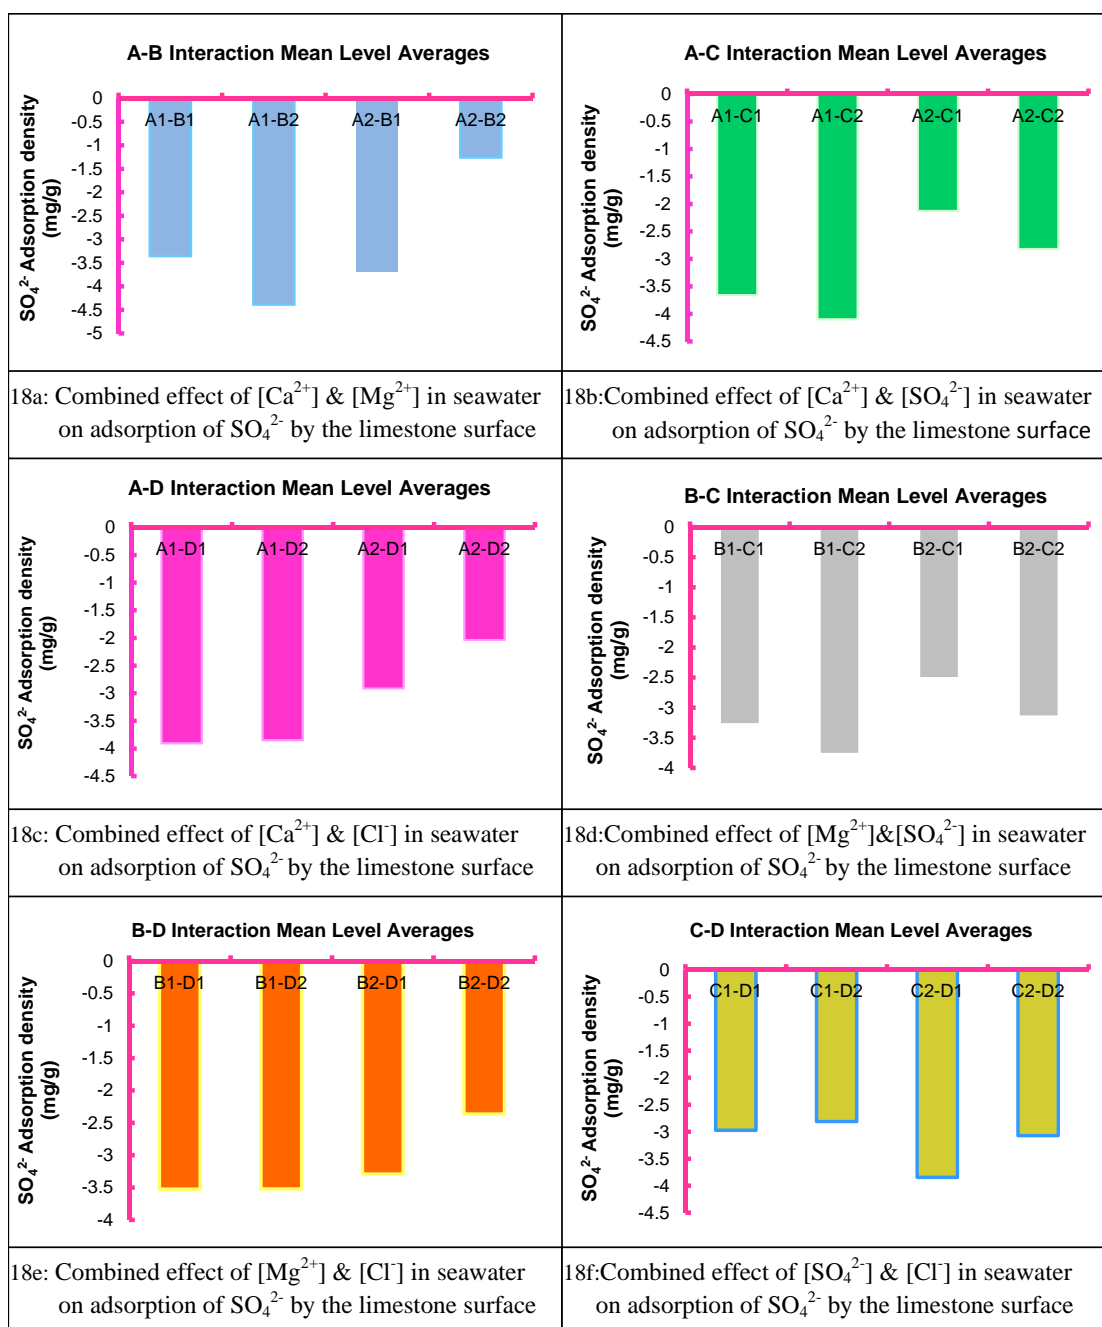 A-B Interaction Mean Level Averages
SO₄²⁻ Adsorption density
(mg/g)
0
-0.5
-1
-1.5
-2
-2.5
-3
-3.5
-4
-4.5
-5
A1-B1 A1-B2 A2-B1 A2-B2
18a: Combined effect of [Ca²⁺] & [Mg²⁺] in seawater
on adsorption of SO₄²⁻ by the limestone surface
A-C Interaction Mean Level Averages
SO₄²⁻ Adsorption density
(mg/g)
0
-0.5
-1
-1.5
-2
-2.5
-3
-3.5
-4
-4.5
A1-C1 A1-C2 A2-C1 A2-C2
18b:Combined effect of [Ca²⁺] & [SO₄²⁻] in seawater
on adsorption of SO₄²⁻ by the limestone surface
A-D Interaction Mean Level Averages
SO₄²⁻ Adsorption density
(mg/g)
0
-0.5
-1
-1.5
-2
-2.5
-3
-3.5
-4
-4.5
A1-D1 A1-D2 A2-D1 A2-D2
18c: Combined effect of [Ca²⁺] & [Cl⁻] in seawater
on adsorption of SO₄²⁻ by the limestone surface
B-C Interaction Mean Level Averages
SO₄²⁻ Adsorption density
(mg/g)
0
-0.5
-1
-1.5
-2
-2.5
-3
-3.5
-4
B1-C1 B1-C2 B2-C1 B2-C2
18d:Combined effect of [Mg²⁺]&[SO₄²⁻] in seawater
on adsorption of SO₄²⁻ by the limestone surface
B-D Interaction Mean Level Averages
SO₄²⁻ Adsorption density
(mg/g)
0
-0.5
-1
-1.5
-2
-2.5
-3
-3.5
-4
B1-D1 B1-D2 B2-D1 B2-D2
18e: Combined effect of [Mg²⁺] & [Cl⁻] in seawater
on adsorption of SO₄²⁻ by the limestone surface
C-D Interaction Mean Level Averages
SO₄²⁻ Adsorption density
(mg/g)
0
-0.5
-1
-1.5
-2
-2.5
-3
-3.5
-4
-4.5
C1-D1 C1-D2 C2-D1 C2-D2
18f:Combined effect of [SO₄²⁻] & [Cl⁻] in seawater
on adsorption of SO₄²⁻ by the limestone surface